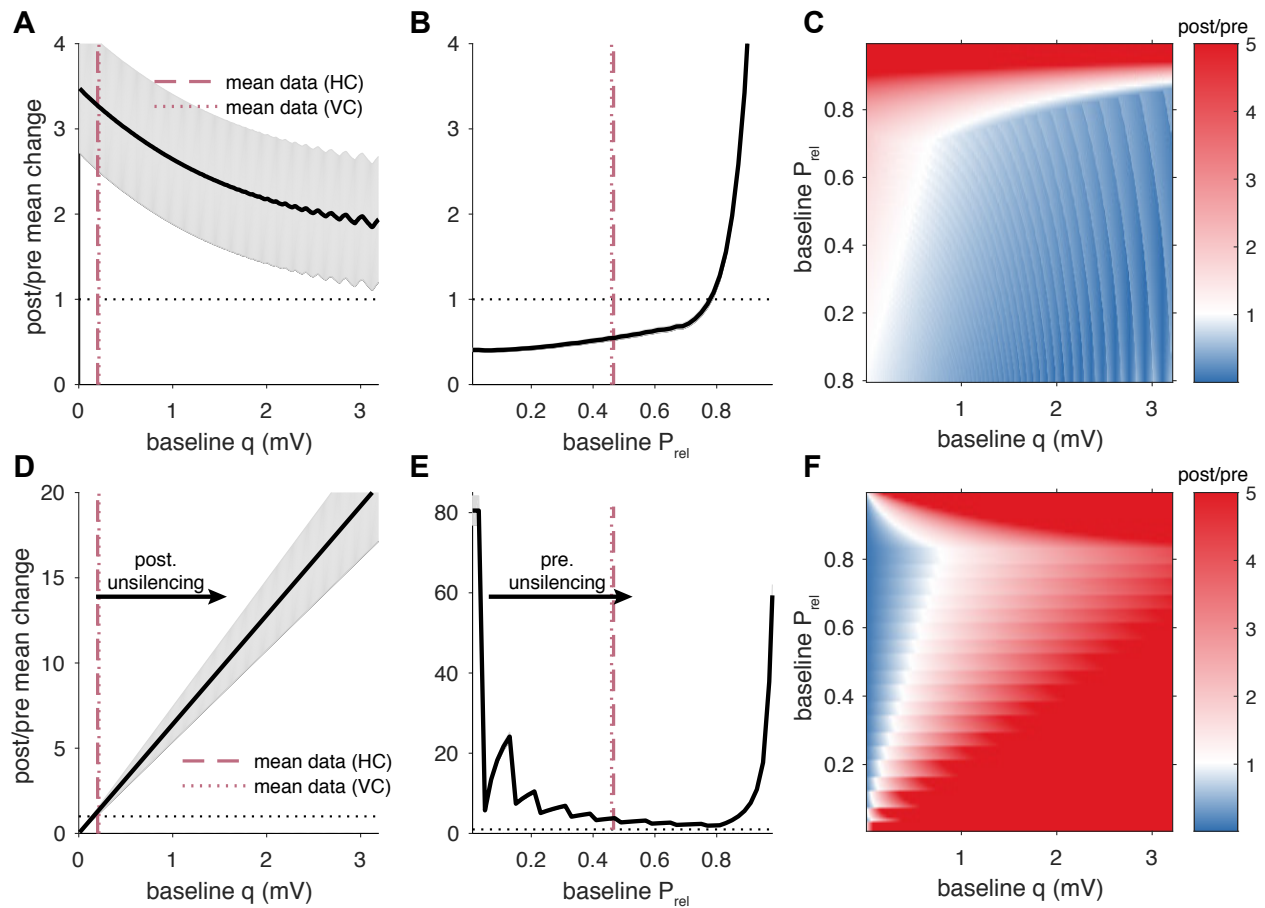 A
post/pre mean change
4
3
2
1
0
mean data (HC)
mean data (VC)
0
1
2
3
baseline q (mV)
B
4
3
2
1
0
0.2
0.4
0.6
0.8
baseline P_rel
C
post/pre
baseline P_rel
0.8
0.6
0.4
0.2
0.8
1
2
3
baseline q (mV)
5
4
3
2
1
D
post/pre mean change
20
15
10
5
0
post.
unsilencing
mean data (HC)
mean data (VC)
0
1
2
3
baseline q (mV)
E
80
60
40
20
0
pre.
unsilencing
0.2
0.4
0.6
0.8
baseline P_rel
F
post/pre
baseline P_rel
0.8
0.6
0.4
0.2
1
2
3
baseline q (mV)
5
4
3
2
1